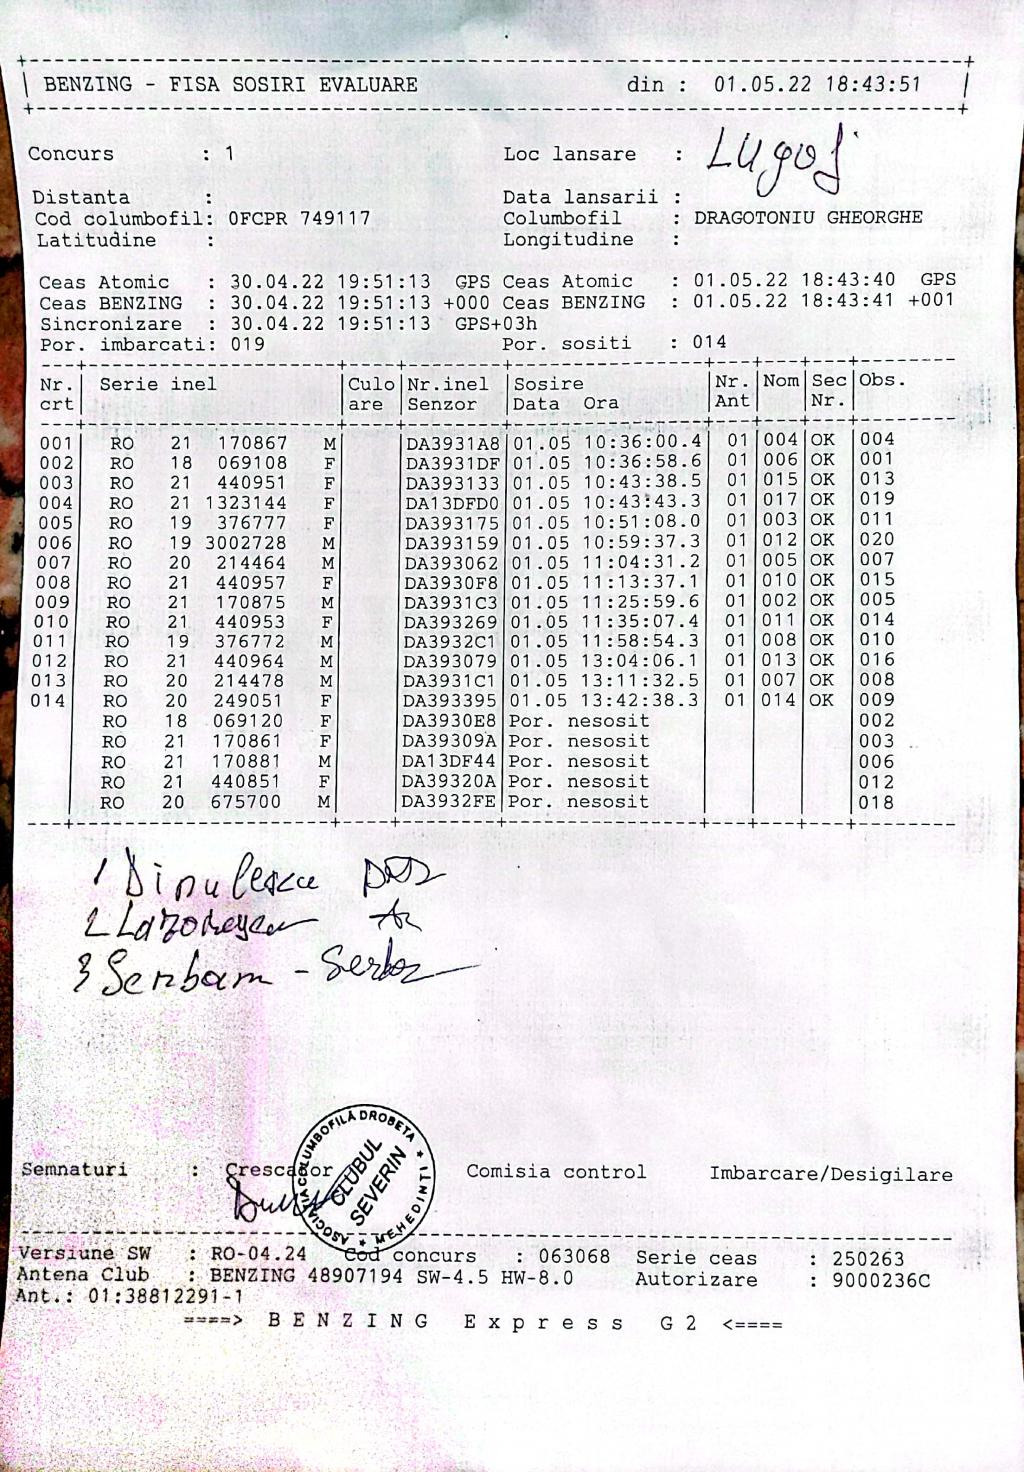 BENZING - FISA SOSIRI EVALUARE din : 01.05.22 18:43:51
Concurs : 1 Loc lansare : Lugoj
Distanta : Data lansarii :
Cod columbofil: 0FCPR 749117 Columbofil : DRAGOTONIU GHEORGHE
Latitudine : Longitudine :
Ceas Atomic : 30.04.22 19:51:13 GPS Ceas Atomic : 01.05.22 18:43:40 GPS
Ceas BENZING : 30.04.22 19:51:13 +000 Ceas BENZING : 01.05.22 18:43:41 +001
Sincronizare : 30.04.22 19:51:13 GPS+03h
Por. imbarcati: 019 Por. sositi : 014
Nr. Serie inel Culo Nr.inel Sosire Nr. Nom Sec Obs.
crt are Senzor Data Ora Ant Nr.
001 RO 21 170867 M DA3931A8 01.05 10:36:00.4 01 004 OK 004
002 RO 18 069108 F DA3931DF 01.05 10:36:58.6 01 006 OK 001
003 RO 21 440951 F DA393133 01.05 10:43:38.5 01 015 OK 013
004 RO 21 1323144 F DA13DFD0 01.05 10:43:43.3 01 017 OK 019
005 RO 19 376777 F DA393175 01.05 10:51:08.0 01 003 OK 011
006 RO 19 3002728 M DA393159 01.05 10:59:37.3 01 012 OK 020
007 RO 20 214464 M DA393062 01.05 11:04:31.2 01 005 OK 007
008 RO 21 440957 F DA3930F8 01.05 11:13:37.1 01 010 OK 015
009 RO 21 170875 M DA3931C3 01.05 11:25:59.6 01 002 OK 005
010 RO 21 440953 F DA393269 01.05 11:35:07.4 01 011 OK 014
011 RO 19 376772 M DA3932C1 01.05 11:58:54.3 01 008 OK 010
012 RO 21 440964 M DA393079 01.05 13:04:06.1 01 013 OK 016
013 RO 20 214478 M DA3931C1 01.05 13:11:32.5 01 007 OK 008
014 RO 20 249051 F DA393395 01.05 13:42:38.3 01 014 OK 009
RO 18 069120 F DA3930E8 Por. nesosit 002
RO 21 170861 F DA39309A Por. nesosit 003
RO 21 170881 M DA13DF44 Por. nesosit 006
RO 21 440851 F DA39320A Por. nesosit 012
RO 20 675700 M DA3932FE Por. nesosit 018
1 Dinulescu
2
3 Serban -
ASOCIATIA COLUMBOFILA DROBETA * MEHEDINTI *
CLUBUL
SEVERIN
Semnaturi : Crescador Comisia control Imbarcare/Desigilare
Versiune SW : RO-04.24 Cod concurs : 063068 Serie ceas : 250263
Antena Club : BENZING 48907194 SW-4.5 HW-8.0 Autorizare : 9000236C
Ant.: 01:38812291-1
====> BENZING Express G2 <====